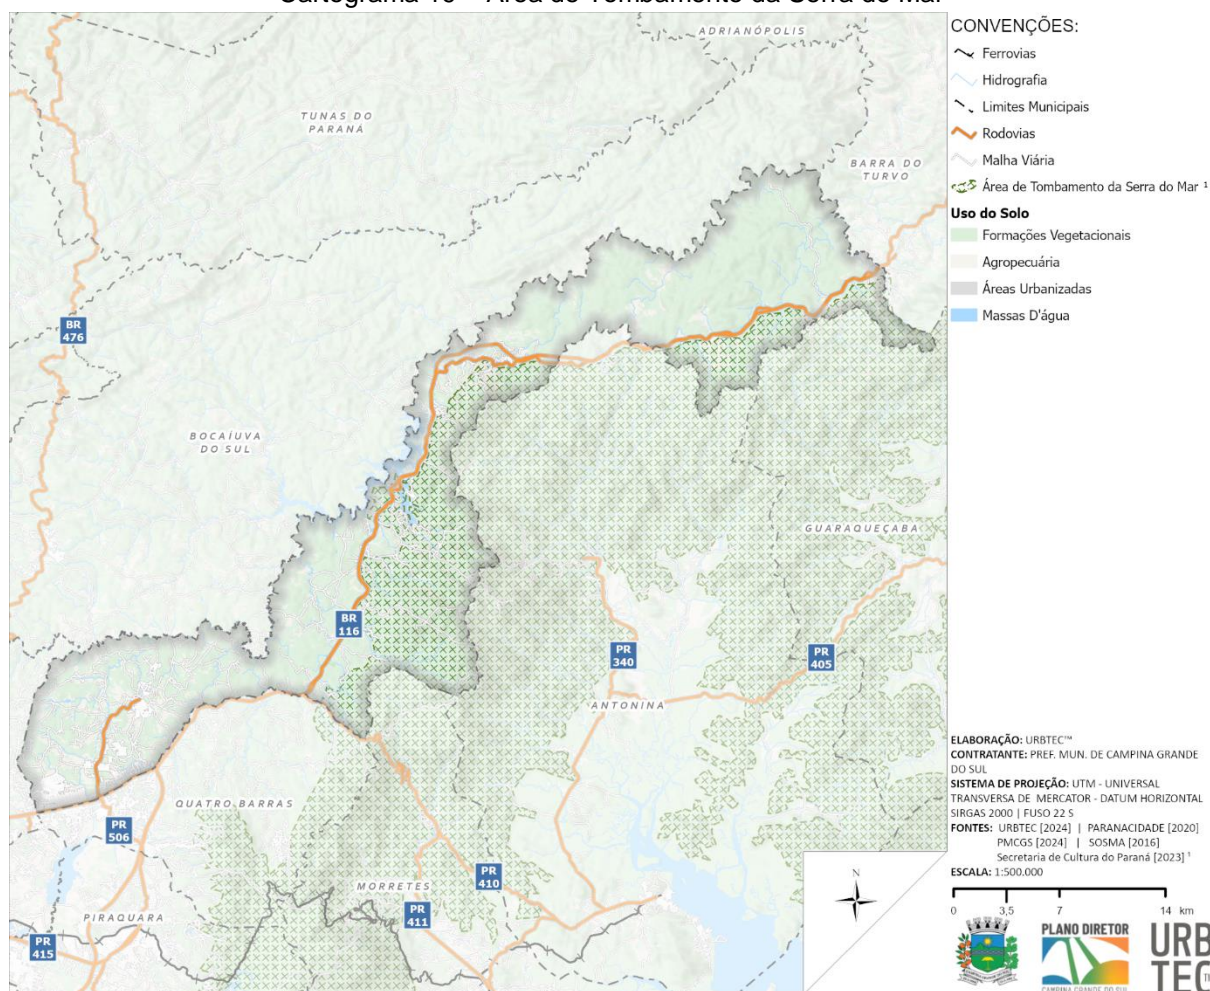 Cartograma 10 – Área de Tombamento da Serra do Mar
CONVENÇÕES:
Ferrovias
Hidrografia
Limites Municipais
Rodovias
Malha Viária
Área de Tombamento da Serra do Mar ¹
Uso do Solo
Formações Vegetacionais
Agropecuária
Áreas Urbanizadas
Massas D'água
ADRIANÓPOLIS
TUNAS DO
PARANÁ
BARRA DO
TURVO
BR
476
BOCAIÚVA
DO SUL
GUARAQUEÇABA
BR
116
PR
340
PR
405
ANTONINA
QUATRO BARRAS
PR
506
MORRETES
PR
410
PR
411
PIRAQUARA
PR
415
N
ELABORAÇÃO: URBTEC™
CONTRATANTE: PREF. MUN. DE CAMPINA GRANDE
DO SUL
SISTEMA DE PROJEÇÃO: UTM - UNIVERSAL
TRANSVERSA DE MERCATOR - DATUM HORIZONTAL
SIRGAS 2000 | FUSO 22 S
FONTES: URBTEC [2024] | PARANACIDADE [2020]
PMCGS [2024] | SOSMA [2016]
Secretaria de Cultura do Paraná [2023] ¹
ESCALA: 1:500.000
0 3,5 7 14 km
PLANO DIRETOR
CAMPINA GRANDE DO SUL
URB
TEC